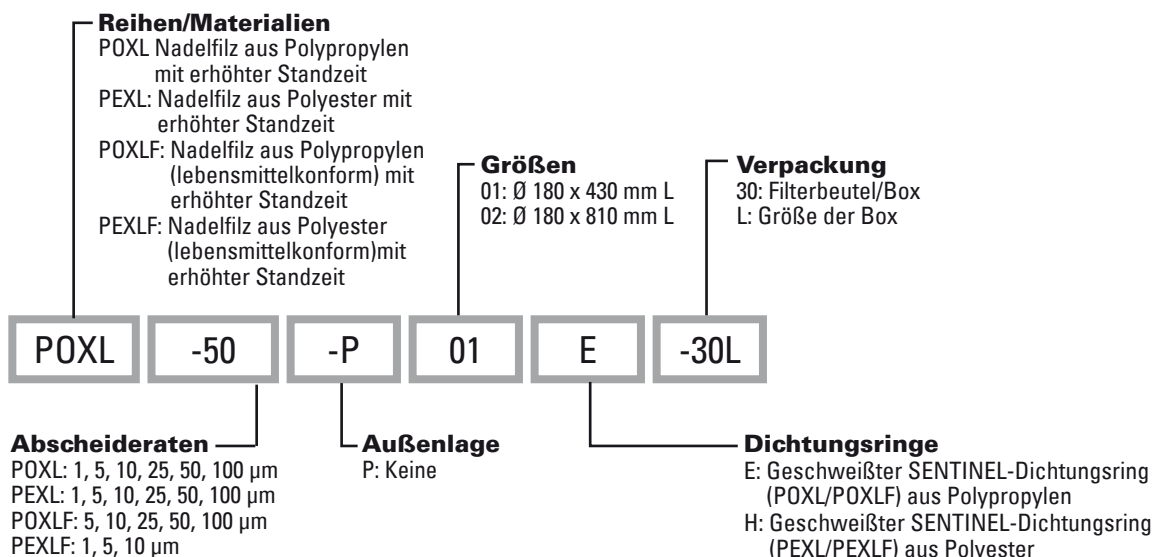 Reihen/Materialien
POXL Nadelfilz aus Polypropylen
mit erhöhter Standzeit
PEXL: Nadelfilz aus Polyester mit
erhöhter Standzeit
POXLF: Nadelfilz aus Polypropylen
(lebensmittelkonform) mit
erhöhter Standzeit
PEXLF: Nadelfilz aus Polyester
(lebensmittelkonform)mit
erhöhter Standzeit
Größen
01: Ø 180 x 430 mm L
02: Ø 180 x 810 mm L
Verpackung
30: Filterbeutel/Box
L: Größe der Box
POXL -50 -P 01 E -30L
Abscheideraten
POXL: 1, 5, 10, 25, 50, 100 µm
PEXL: 1, 5, 10, 25, 50, 100 µm
POXLF: 5, 10, 25, 50, 100 µm
PEXLF: 1, 5, 10 µm
Außenlage
P: Keine
Dichtungsringe
E: Geschweißter SENTINEL-Dichtungsring
(POXL/POXLF) aus Polypropylen
H: Geschweißter SENTINEL-Dichtungsring
(PEXL/PEXLF) aus Polyester